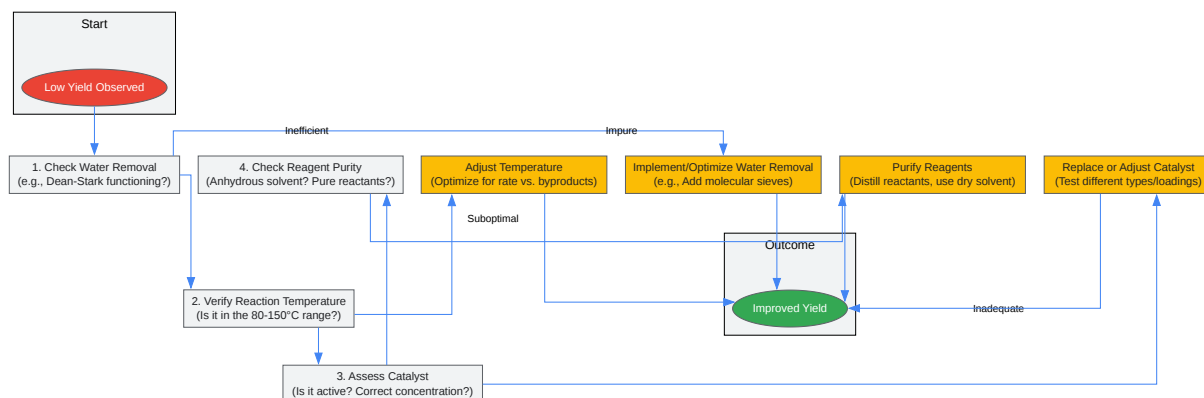 Start
Low Yield Observed
Inefficient
Impure
1. Check Water Removal
(e.g., Dean-Stark functioning?)
4. Check Reagent Purity
(Anhydrous solvent? Pure reactants?)
Adjust Temperature
(Optimize for rate vs. byproducts)
Implement/Optimize Water Removal
(e.g., Add molecular sieves)
Purify Reagents
(Distill reactants, use dry solvent)
Replace or Adjust Catalyst
(Test different types/loadings)
Suboptimal
Outcome
2. Verify Reaction Temperature
(Is it in the 80-150°C range?)
Improved Yield
Inadequate
3. Assess Catalyst
(Is it active? Correct concentration?)